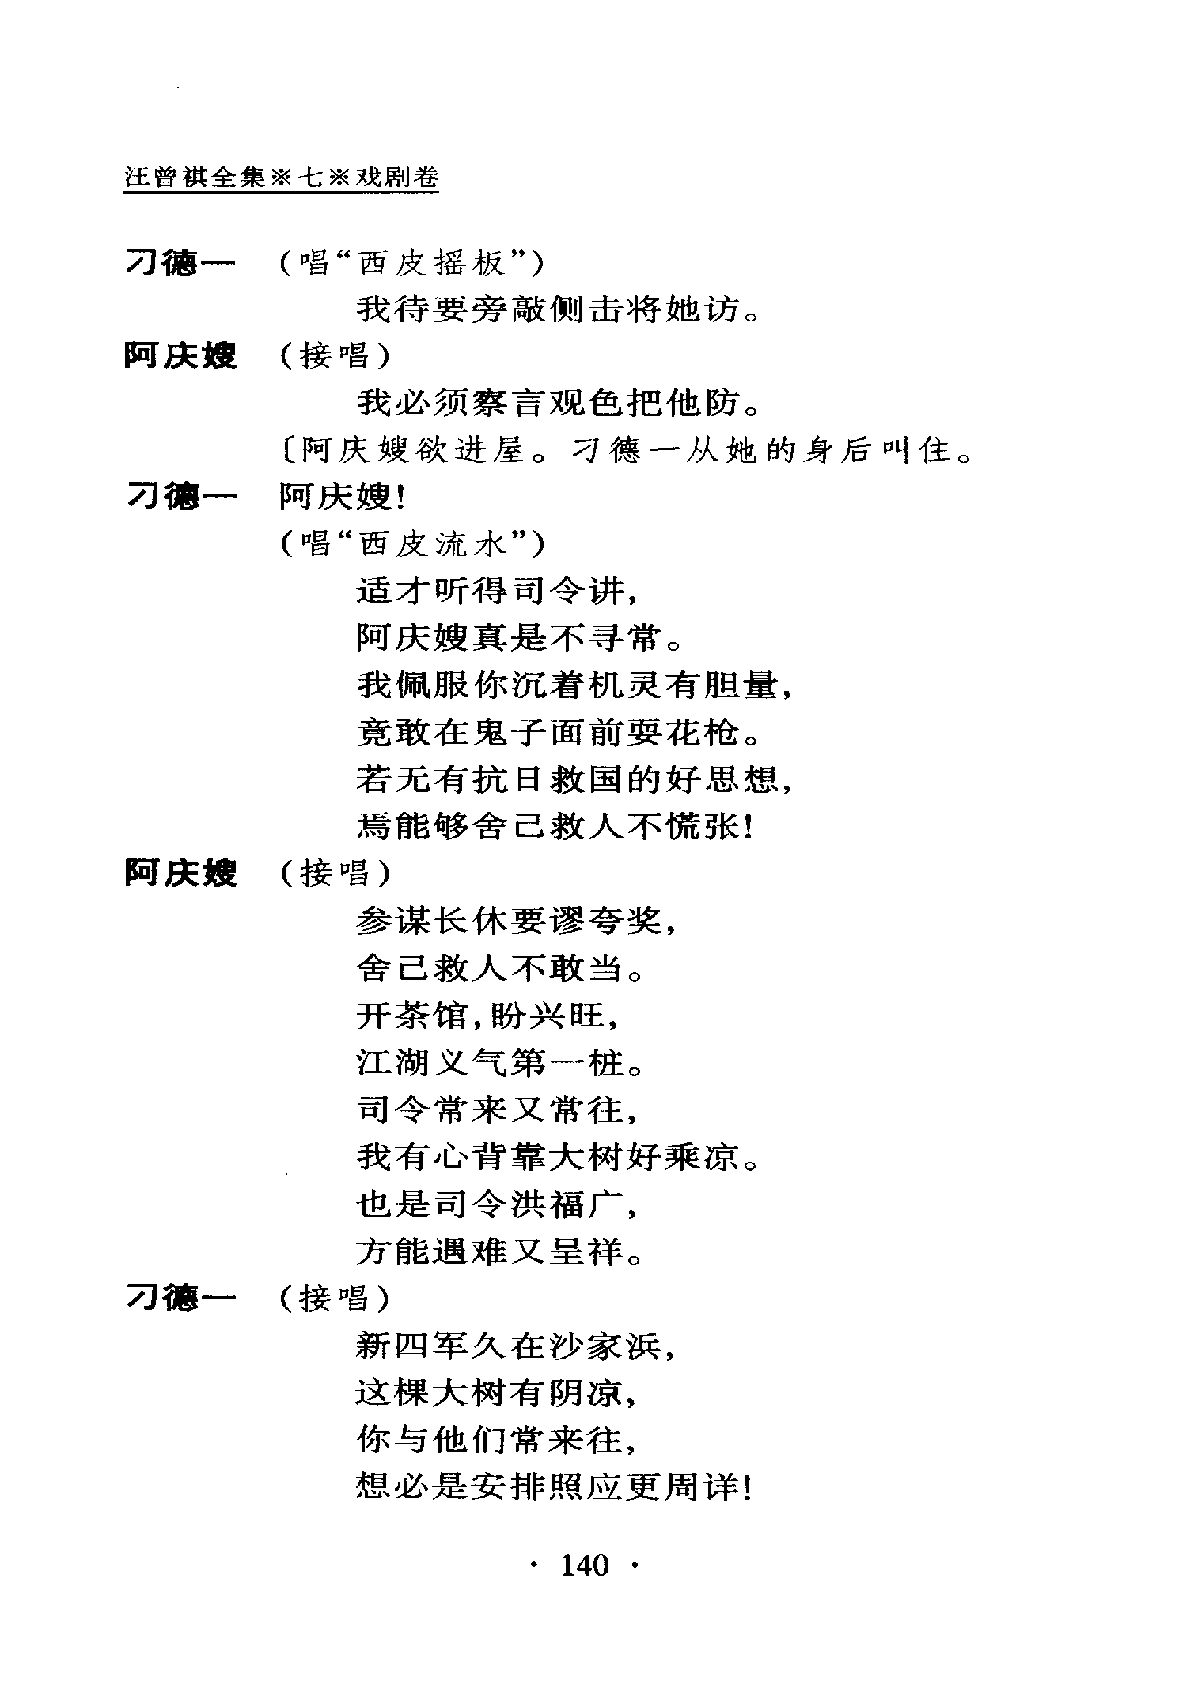 汪曾祺全集※七※戏剧卷
刁德一 （唱“西皮摇板”）
我待要旁敲侧击将她访。
阿庆嫂 （接唱）
我必须察言观色把他防。
〔阿庆嫂欲进屋。刁德一从她的身后叫住。
刁德一 阿庆嫂！
（唱“西皮流水”）
适才听得司令讲，
阿庆嫂真是不寻常。
我佩服你沉着机灵有胆量，
竟敢在鬼子面前耍花枪。
若无有抗日救国的好思想，
焉能够舍己救人不慌张！
阿庆嫂 （接唱）
参谋长休要谬夸奖，
舍己救人不敢当。
开茶馆，盼兴旺，
江湖义气第一桩。
司令常来又常往，
我有心背靠大树好乘凉。
也是司令洪福广，
方能遇难又呈祥。
刁德一 （接唱）
新四军久在沙家浜，
这棵大树有阴凉，
你与他们常来往，
想必是安排照应更周详！
· 140 ·